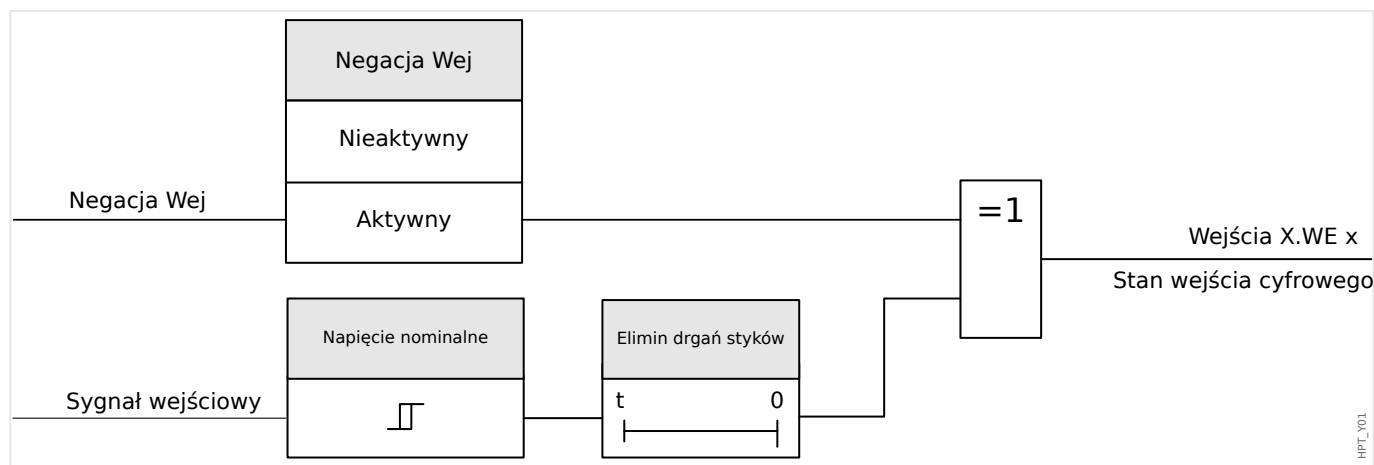 Negacja Wej
Nieaktywny
Negacja Wej
Aktywny
=1
Wejścia X.WE x
Stan wejścia cyfrowego
Napięcie nominalne
Elimin drgań styków
Sygnał wejściowy
t 0
HPT_Y01